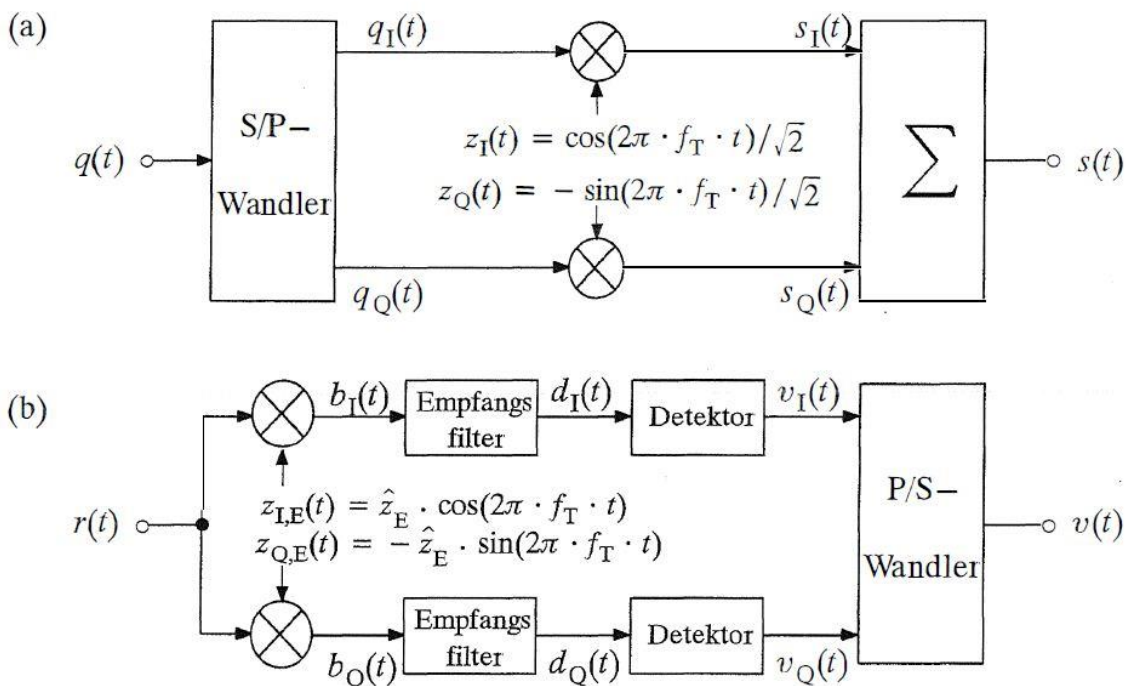 (a)
q(t)
S/P–
Wandler
q_I(t)
s_I(t)
z_I(t) = cos(2π · f_T · t)/√2
z_Q(t) = − sin(2π · f_T · t)/√2
q_Q(t)
s_Q(t)
∑
s(t)
(b)
r(t)
b_I(t)
Empfangs
filter
d_I(t)
Detektor
v_I(t)
z_I,E(t) = ẑ_E · cos(2π · f_T · t)
z_Q,E(t) = − ẑ_E · sin(2π · f_T · t)
b_Q(t)
Empfangs
filter
d_Q(t)
Detektor
v_Q(t)
P/S–
Wandler
v(t)